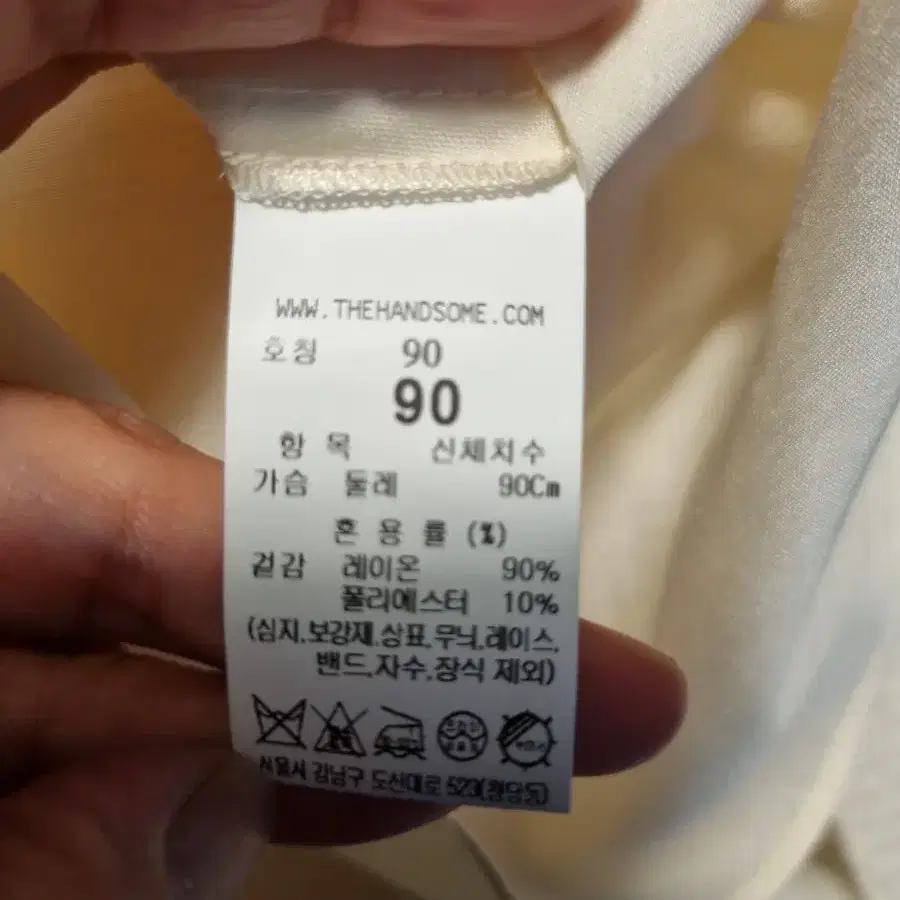 WWW.THEHANDSOME.COM
호칭 90
90
항 목 신체치수
가슴 둘레 90Cm
혼 용 률 (%)
겉감 레이온 90%
폴리에스터 10%
(심지.보강재.상표.무늬.레이스.
밴드.자수.장식 제외)
서울시 강남구 도산대로 523(청담동)